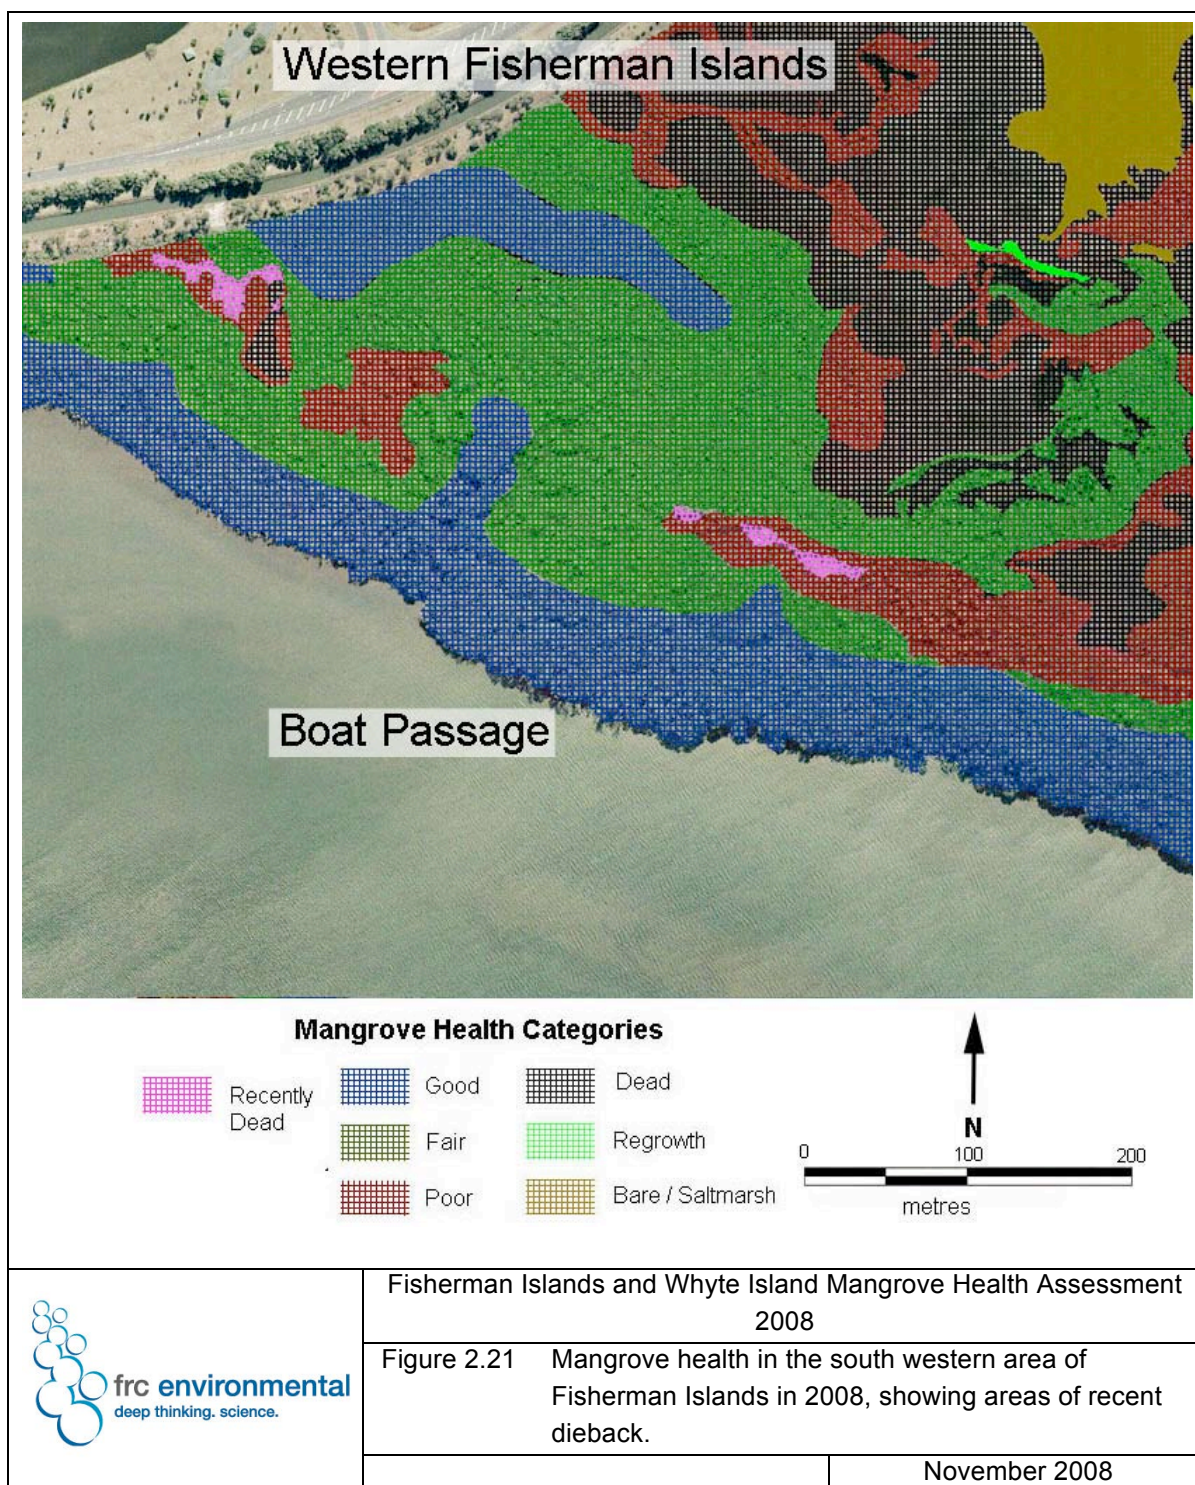 Western Fisherman Islands
Boat Passage
Mangrove Health Categories
Recently
Dead
Good
Fair
Poor
Dead
Regrowth
Bare / Saltmarsh
N
0 100 200
metres
frc environmental
deep thinking. science.
Fisherman Islands and Whyte Island Mangrove Health Assessment
2008
Figure 2.21 Mangrove health in the south western area of
Fisherman Islands in 2008, showing areas of recent
dieback.
November 2008